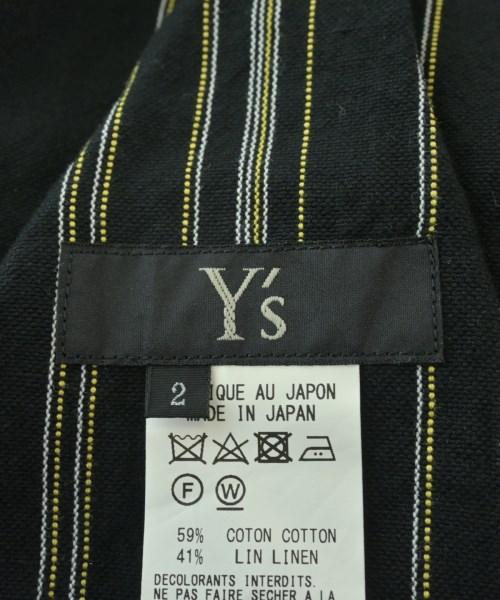 Y's
2
IQUE AU JAPON
MADE IN JAPAN
F W
59% COTON COTTON
41% LIN LINEN
DECOLORANTS INTERDITS.
NE PAS FAIRE SECHER A LA